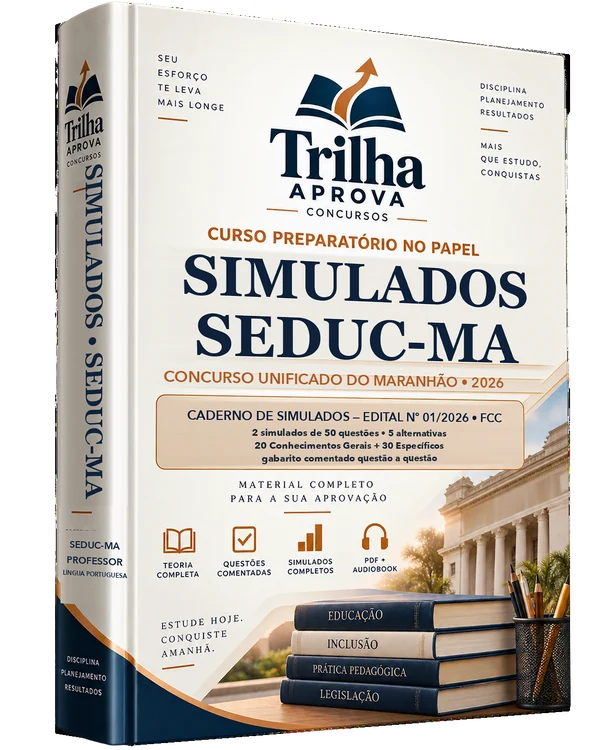 Trilha
APROVA
CONCURSOS
SIMULADOS • SEDUC-MA
SEDUC-MA
PROFESSOR
LÍNGUA PORTUGUESA
DISCIPLINA
PLANEJAMENTO
RESULTADOS
SEU
ESFORÇO
TE LEVA
MAIS LONGE
Trilha
APROVA
CONCURSOS
DISCIPLINA
PLANEJAMENTO
RESULTADOS
MAIS
QUE ESTUDO,
CONQUISTAS
CURSO PREPARATÓRIO NO PAPEL
SIMULADOS
SEDUC-MA
CONCURSO UNIFICADO DO MARANHÃO • 2026
CADERNO DE SIMULADOS – EDITAL Nº 01/2026 • FCC
2 simulados de 50 questões • 5 alternativas
20 Conhecimentos Gerais + 30 Específicos
gabarito comentado questão a questão
MATERIAL COMPLETO
PARA A SUA APROVAÇÃO
TEORIA
COMPLETA
QUESTÕES
COMENTADAS
SIMULADOS
COMPLETOS
PDF +
AUDIOBOOK
ESTUDE HOJE.
CONQUISTE
AMANHÃ.
EDUCAÇÃO
INCLUSÃO
PRÁTICA PEDAGÓGICA
LEGISLAÇÃO